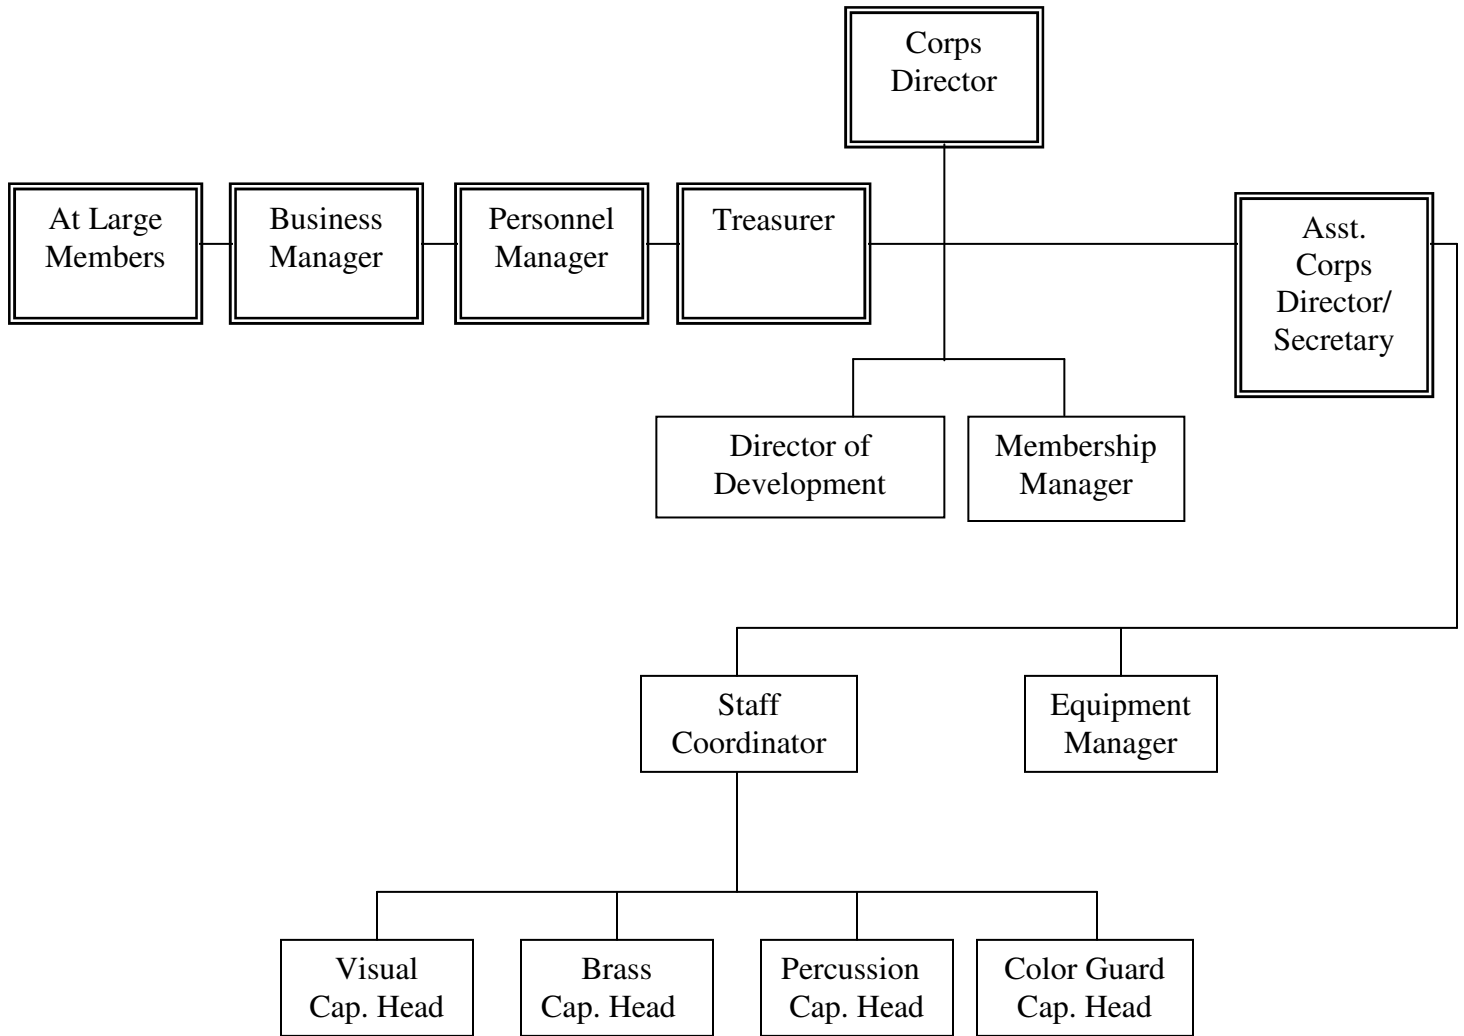 Corps
Director
At Large
Members
Business
Manager
Personnel
Manager
Treasurer
Asst.
Corps
Director/
Secretary
Director of
Development
Membership
Manager
Staff
Coordinator
Equipment
Manager
Visual
Cap. Head
Brass
Cap. Head
Percussion
Cap. Head
Color Guard
Cap. Head